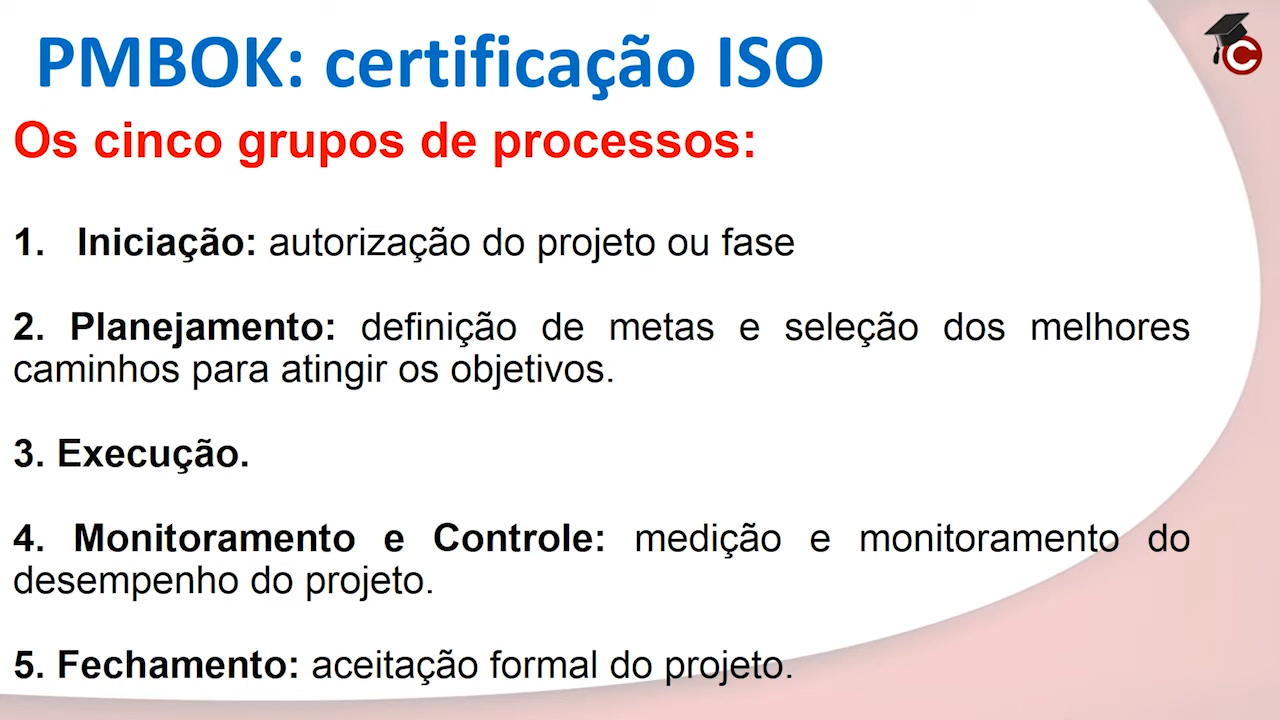 PMBOK: certificação ISO
Os cinco grupos de processos:
1. Iniciação: autorização do projeto ou fase
2. Planejamento: definição de metas e seleção dos melhores
caminhos para atingir os objetivos.
3. Execução.
4. Monitoramento e Controle: medição e monitoramento do
desempenho do projeto.
5. Fechamento: aceitação formal do projeto.
C